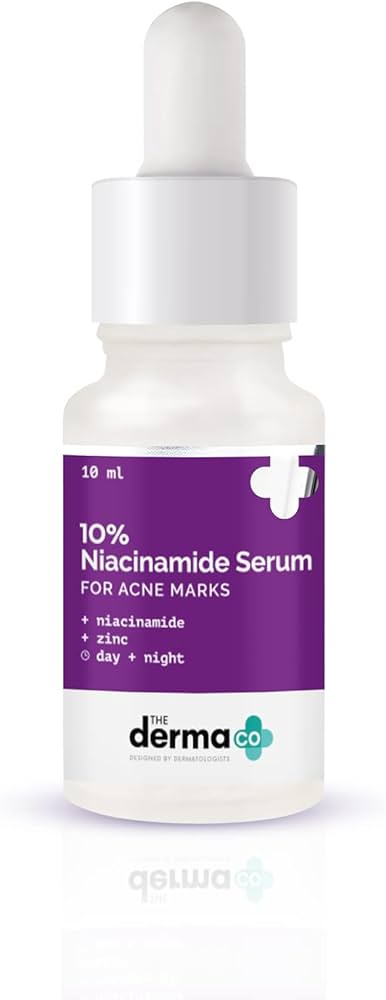 10 ml
10%
Niacinamide Serum
FOR ACNE MARKS
+ niacinamide
+ zinc
day + night
THE
derma co
DESIGNED BY DERMATOLOGISTS